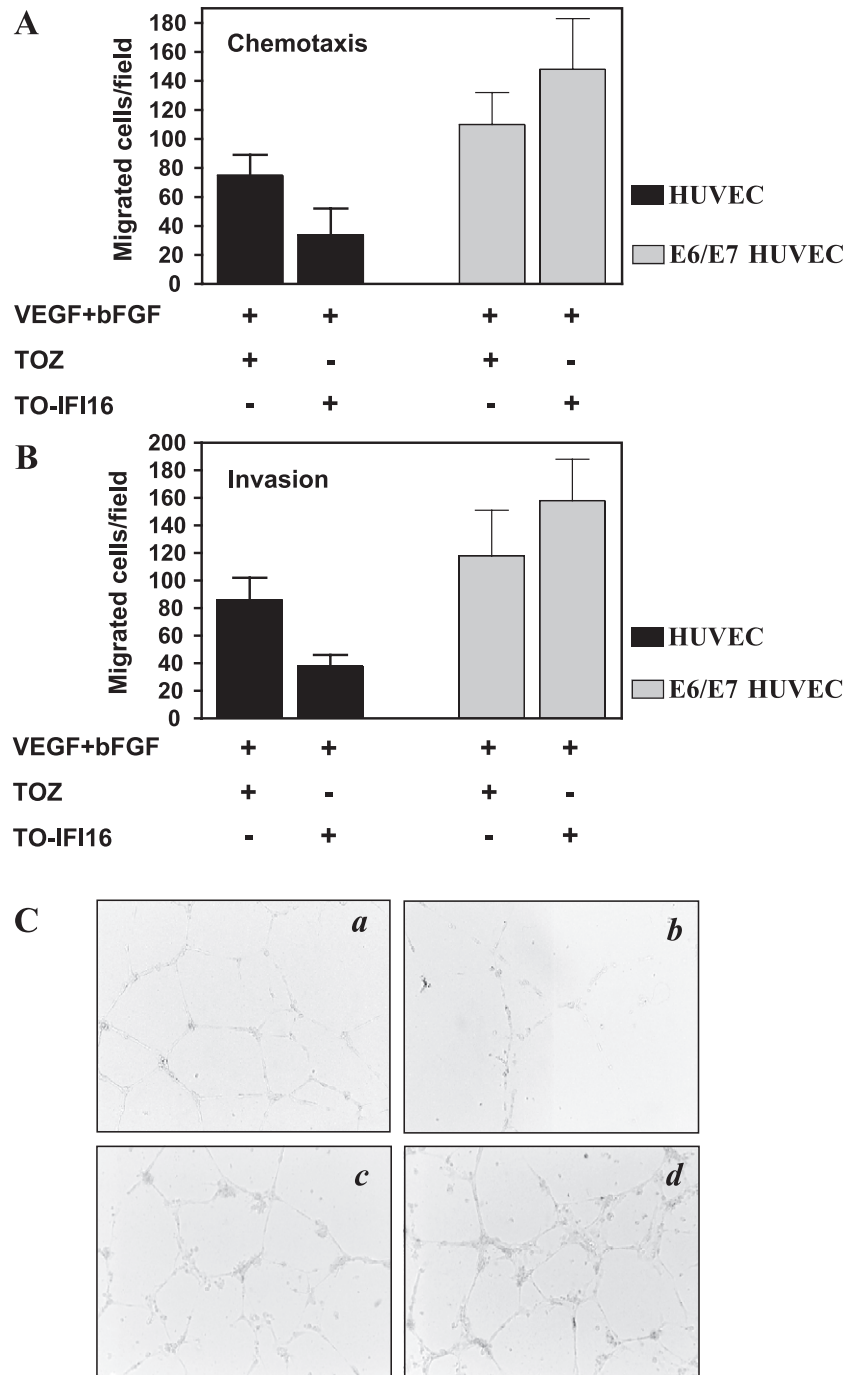 A
Chemotaxis
Migrated cells/field
180
160
140
120
100
80
60
40
20
0
HUVEC
E6/E7 HUVEC
VEGF+bFGF + + + +
TOZ + - + -
TO-IFI16 - + - +
B
Invasion
Migrated cells/field
200
180
160
140
120
100
80
60
40
20
0
HUVEC
E6/E7 HUVEC
VEGF+bFGF + + + +
TOZ + - + -
TO-IFI16 - + - +
C
a
b
c
d